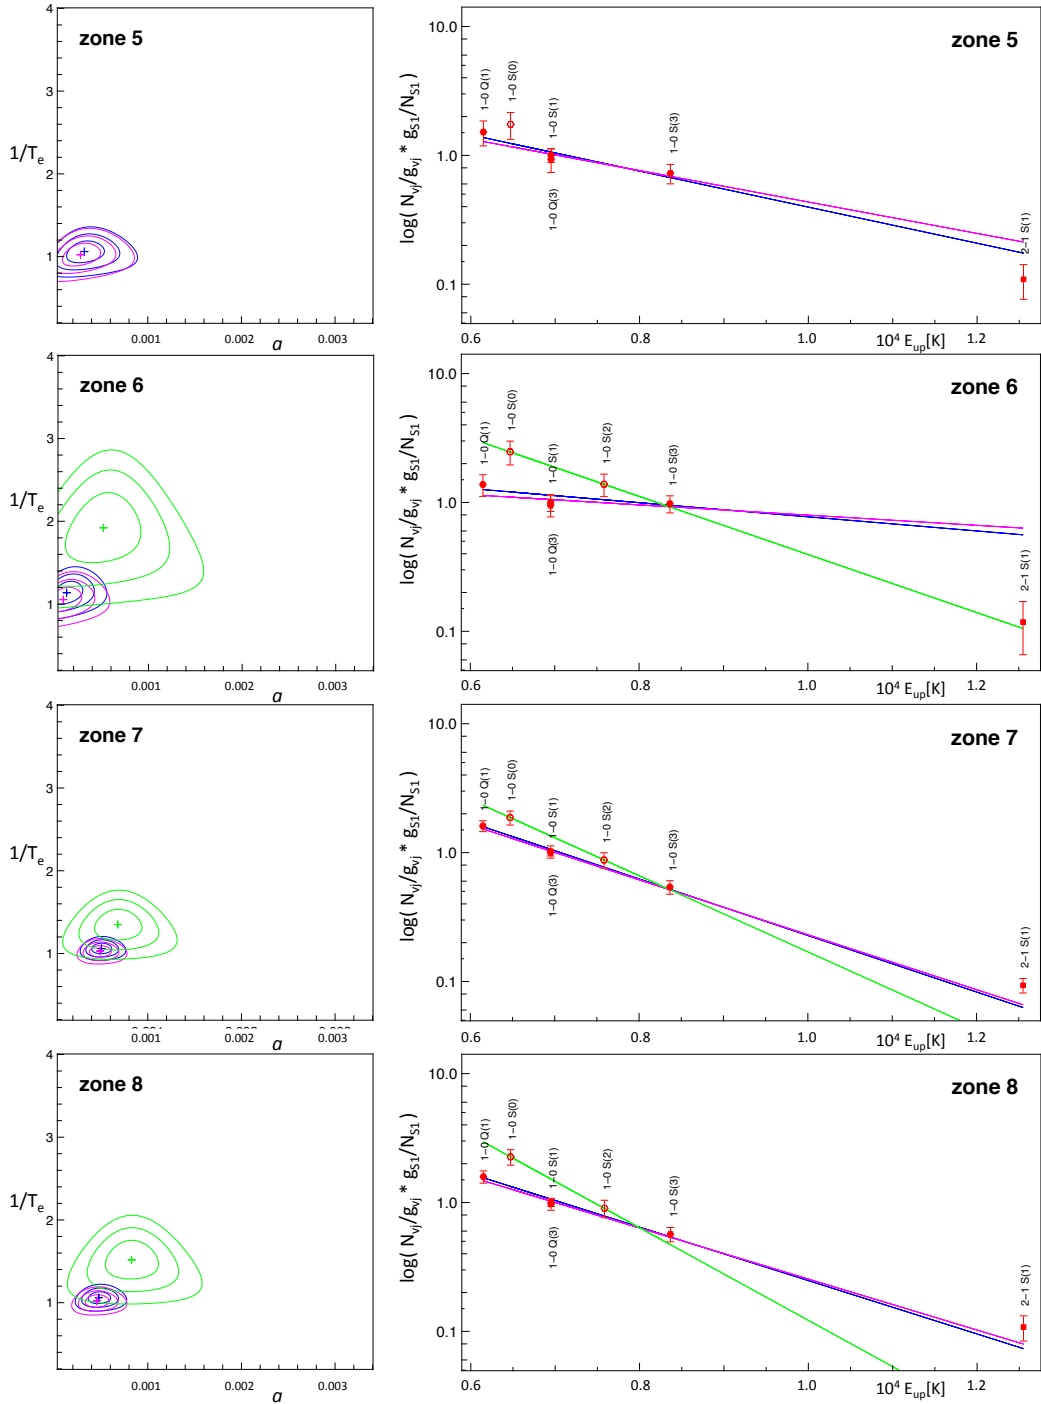 4
zone 5
3
1/Te
2
1
0.001
0.002
0.003
a
10.0
zone 5
1–0 Q(1)
1–0 S(0)
1–0 S(1)
1–0 S(3)
log( Nvj/gvj * gS1/NS1)
1.0
1–0 Q(3)
2–1 S(1)
0.1
0.6
0.8
1.0
10⁴ Eup[K]
1.2
4
zone 6
3
1/Te
2
1
0.001
0.002
0.003
a
10.0
zone 6
1–0 Q(1)
1–0 S(0)
1–0 S(1)
1–0 S(2)
1–0 S(3)
log( Nvj/gvj * gS1/NS1)
1.0
1–0 Q(3)
2–1 S(1)
0.1
0.6
0.8
1.0
10⁴ Eup[K]
1.2
4
zone 7
3
1/Te
2
1
0.001
0.002
0.003
a
10.0
zone 7
1–0 Q(1)
1–0 S(0)
1–0 S(1)
1–0 S(2)
1–0 S(3)
log( Nvj/gvj * gS1/NS1)
1.0
1–0 Q(3)
2–1 S(1)
0.1
0.6
0.8
1.0
10⁴ Eup[K]
1.2
4
zone 8
3
1/Te
2
1
0.001
0.002
0.003
a
10.0
zone 8
1–0 Q(1)
1–0 S(0)
1–0 S(1)
1–0 S(2)
1–0 S(3)
log( Nvj/gvj * gS1/NS1)
1.0
1–0 Q(3)
2–1 S(1)
0.1
0.6
0.8
1.0
10⁴ Eup[K]
1.2